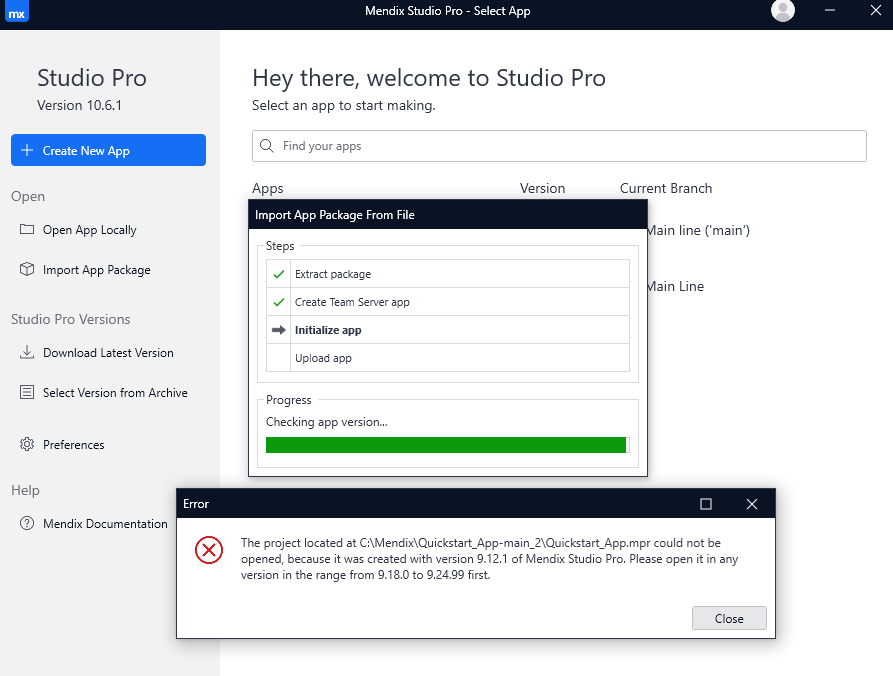 mx
Mendix Studio Pro - Select App
Studio Pro
Version 10.6.1
Create New App
Open
Open App Locally
Import App Package
Studio Pro Versions
Download Latest Version
Select Version from Archive
Preferences
Help
Mendix Documentation
Hey there, welcome to Studio Pro
Select an app to start making.
Find your apps
Apps Version Current Branch
Main line ('main')
Main Line
Import App Package From File
Steps
Extract package
Create Team Server app
Initialize app
Upload app
Progress
Checking app version...
Error
The project located at C:\Mendix\Quickstart_App-main_2\Quickstart_App.mpr could not be
opened, because it was created with version 9.12.1 of Mendix Studio Pro. Please open it in any
version in the range from 9.18.0 to 9.24.99 first.
Close